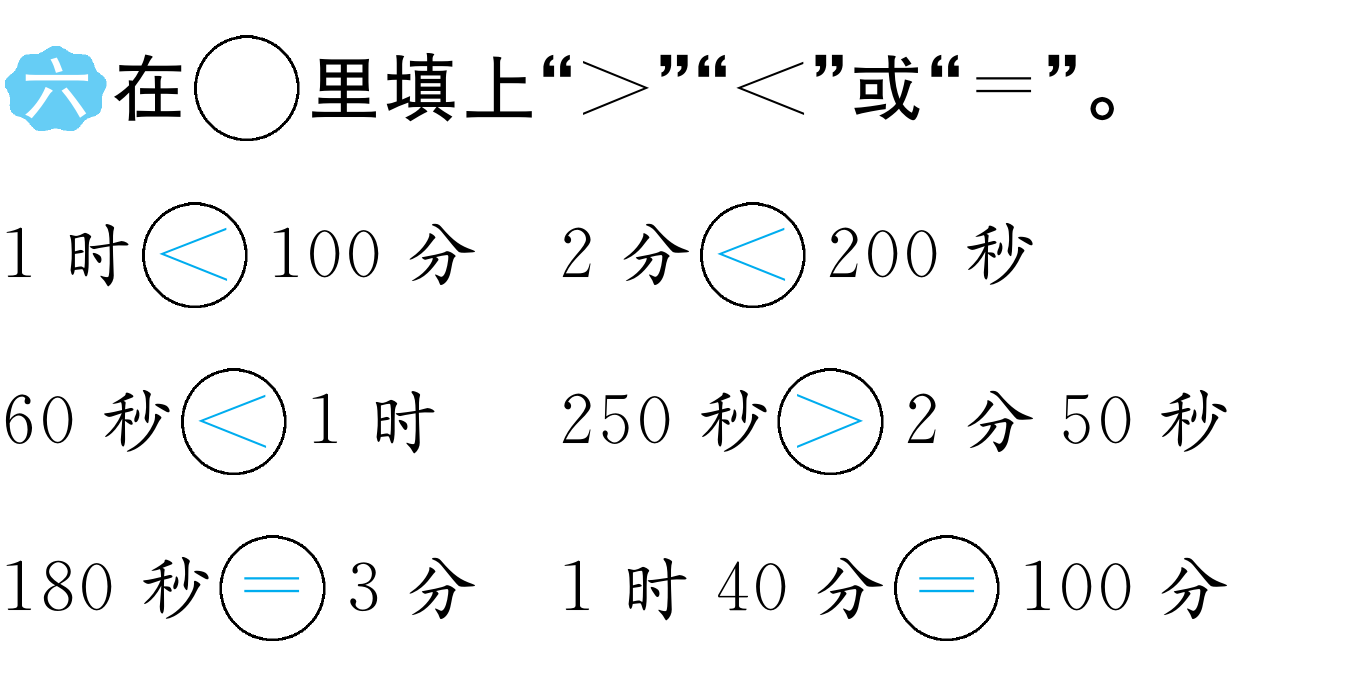 六 在○里填上“>”“<”或“=”。
1 时<100 分 2 分<200 秒
60 秒<1 时 250 秒>2 分 50 秒
180 秒=3 分 1 时 40 分=100 分